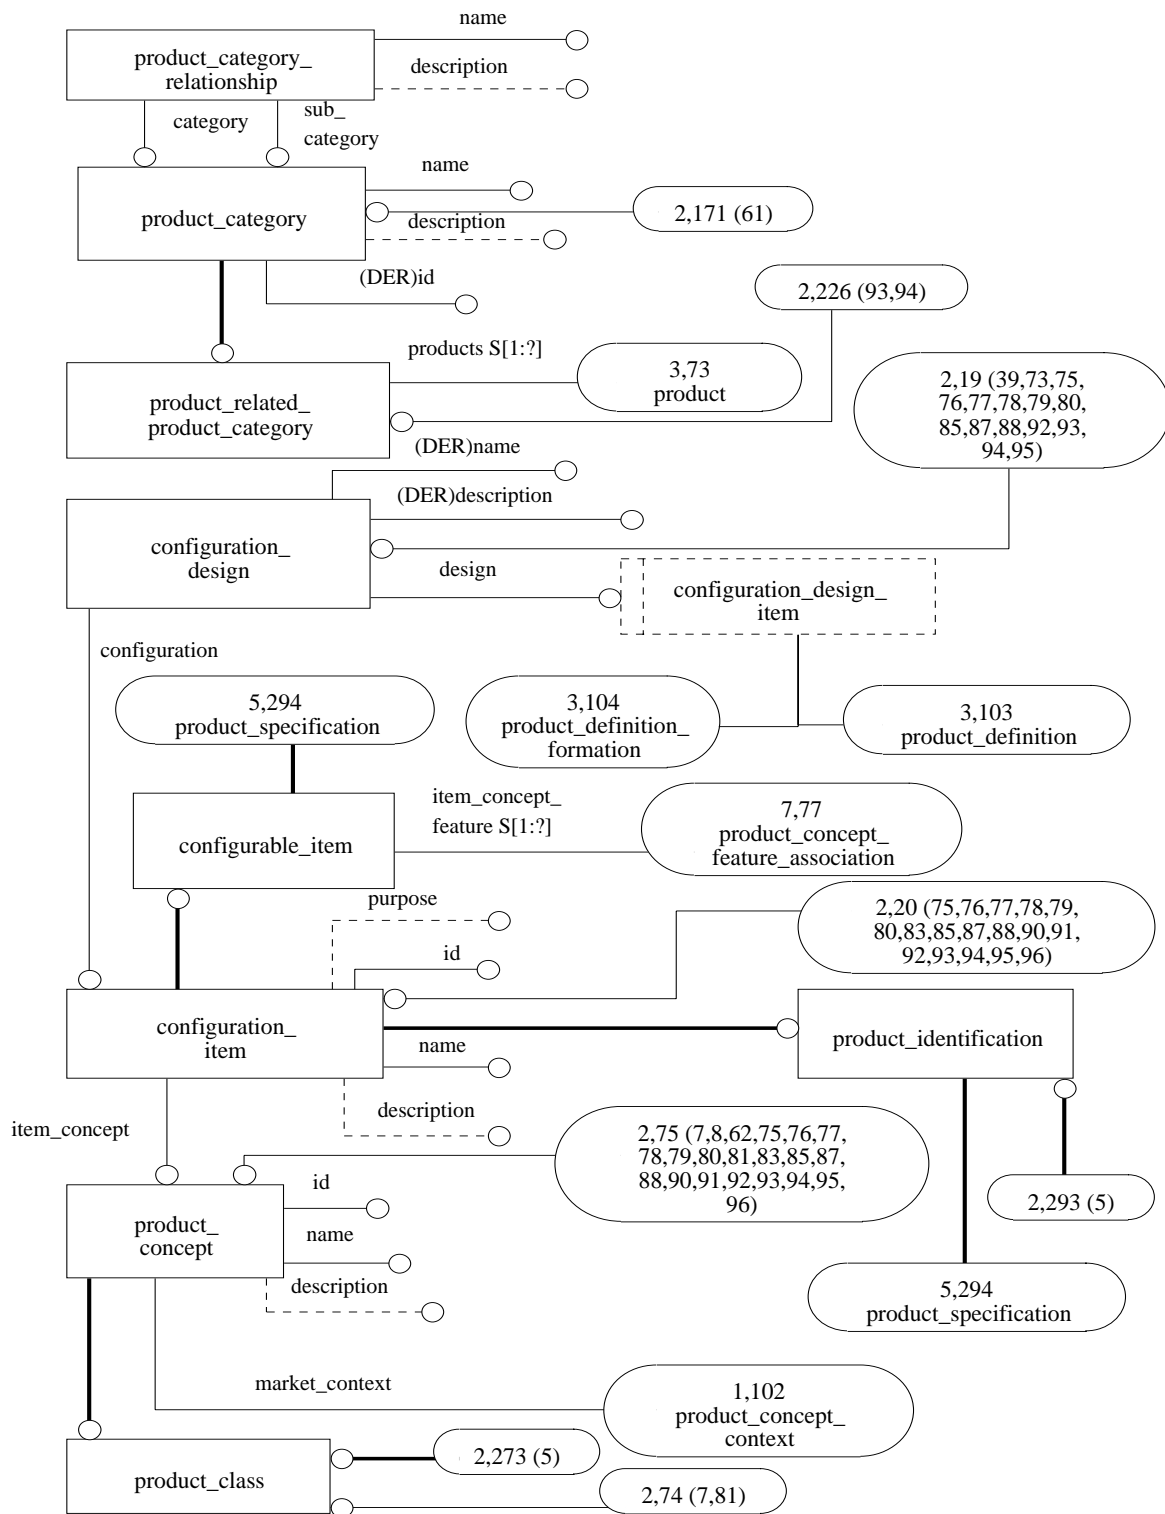 name
product_category_
relationship
description
category
sub_
category
name
product_category
description
2,171 (61)
(DER)id
2,226 (93,94)
products S[1:?]
3,73
product
product_related_
product_category
2,19 (39,73,75,
76,77,78,79,80,
85,87,88,92,93,
94,95)
(DER)name
(DER)description
configuration_
design
design
configuration_design_
item
configuration
5,294
product_specification
3,104
product_definition_
formation
3,103
product_definition
item_concept_
feature S[1:?]
7,77
product_concept_
feature_association
configurable_item
purpose
2,20 (75,76,77,78,79,
80,83,85,87,88,90,91,
92,93,94,95,96)
id
configuration_
item
product_identification
name
description
item_concept
2,75 (7,8,62,75,76,77,
78,79,80,81,83,85,87,
88,90,91,92,93,94,95,
96)
id
2,293 (5)
product_
concept
name
description
5,294
product_specification
market_context
1,102
product_concept_
context
2,273 (5)
product_class
2,74 (7,81)